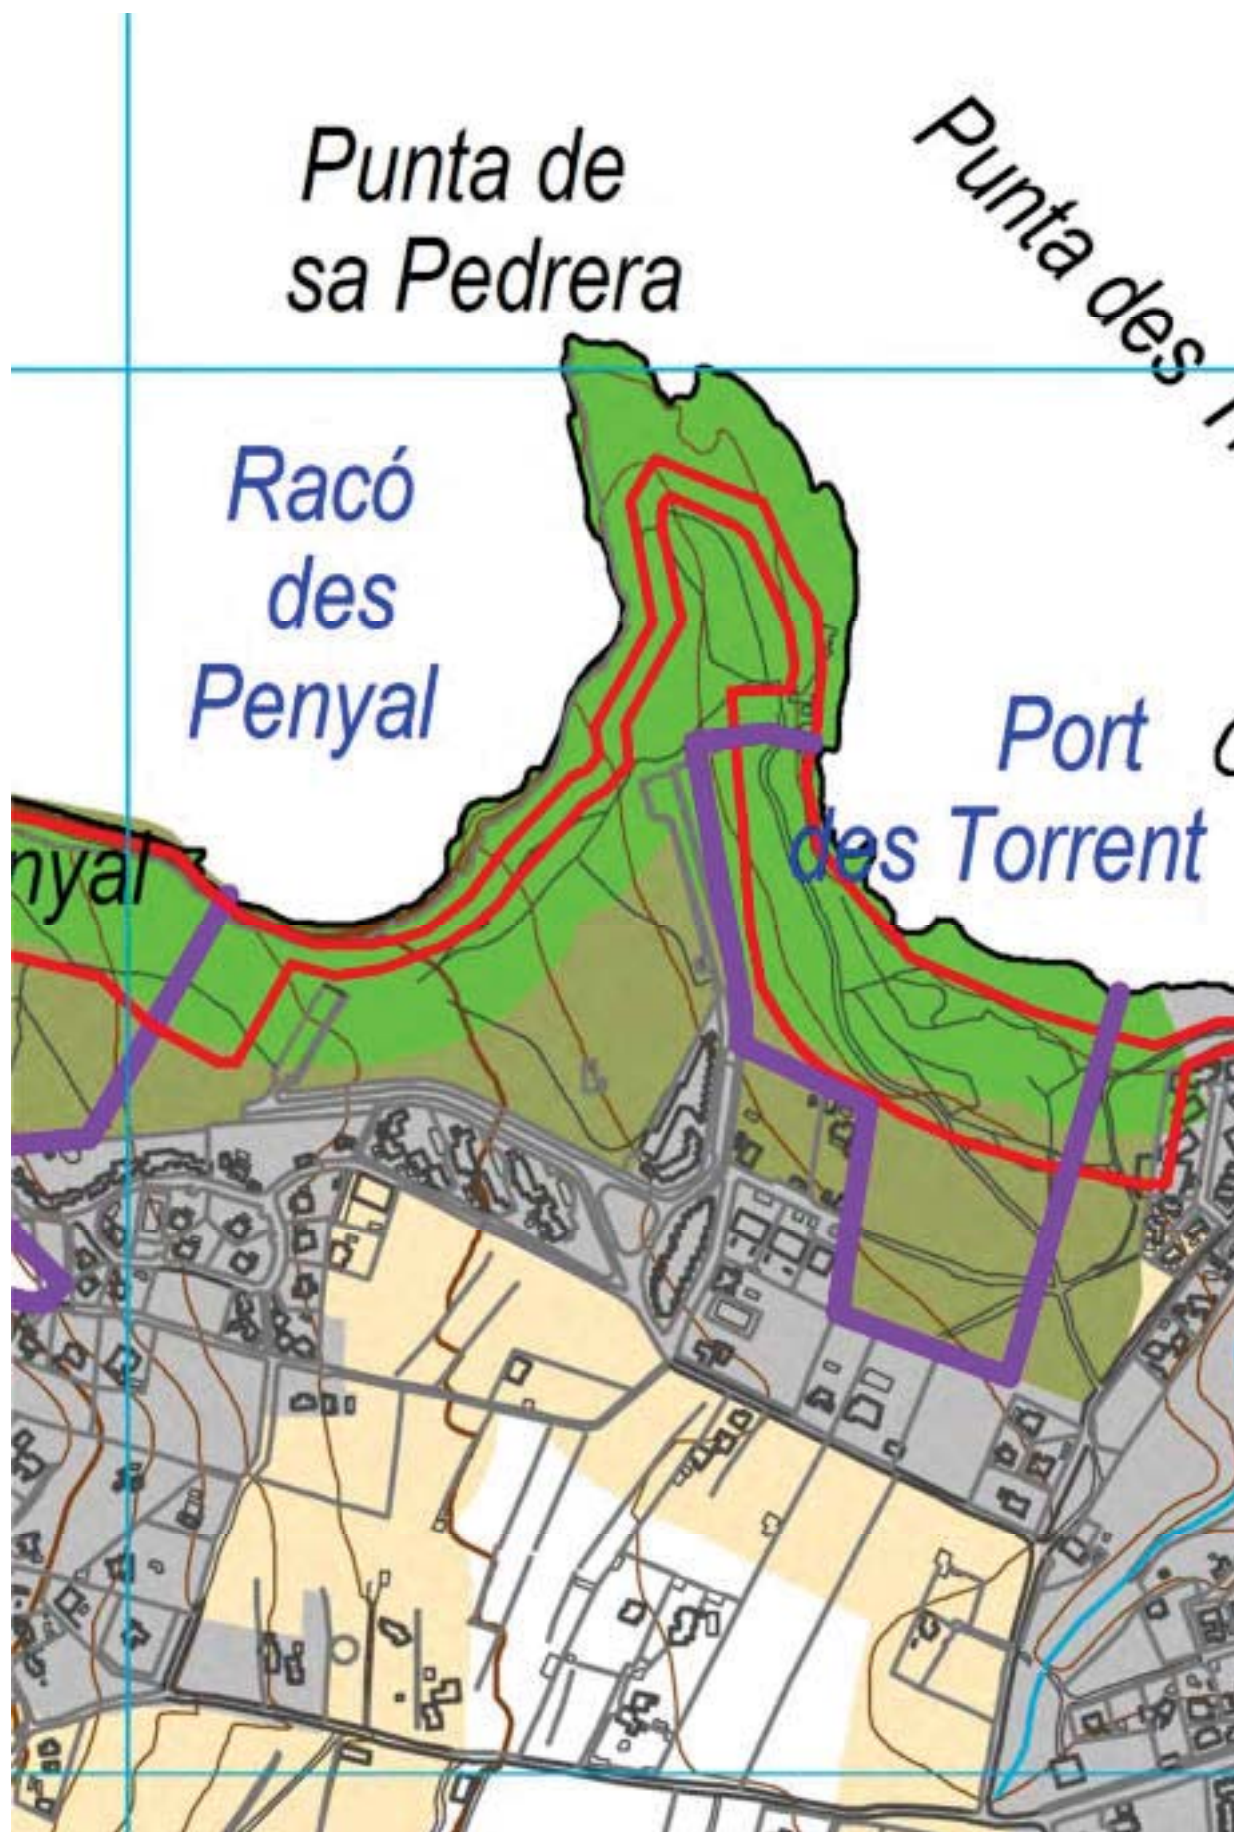 Punta de
sa Pedrera
Punta des
Racó
des
Penyal
Port
des Torrent
nyal